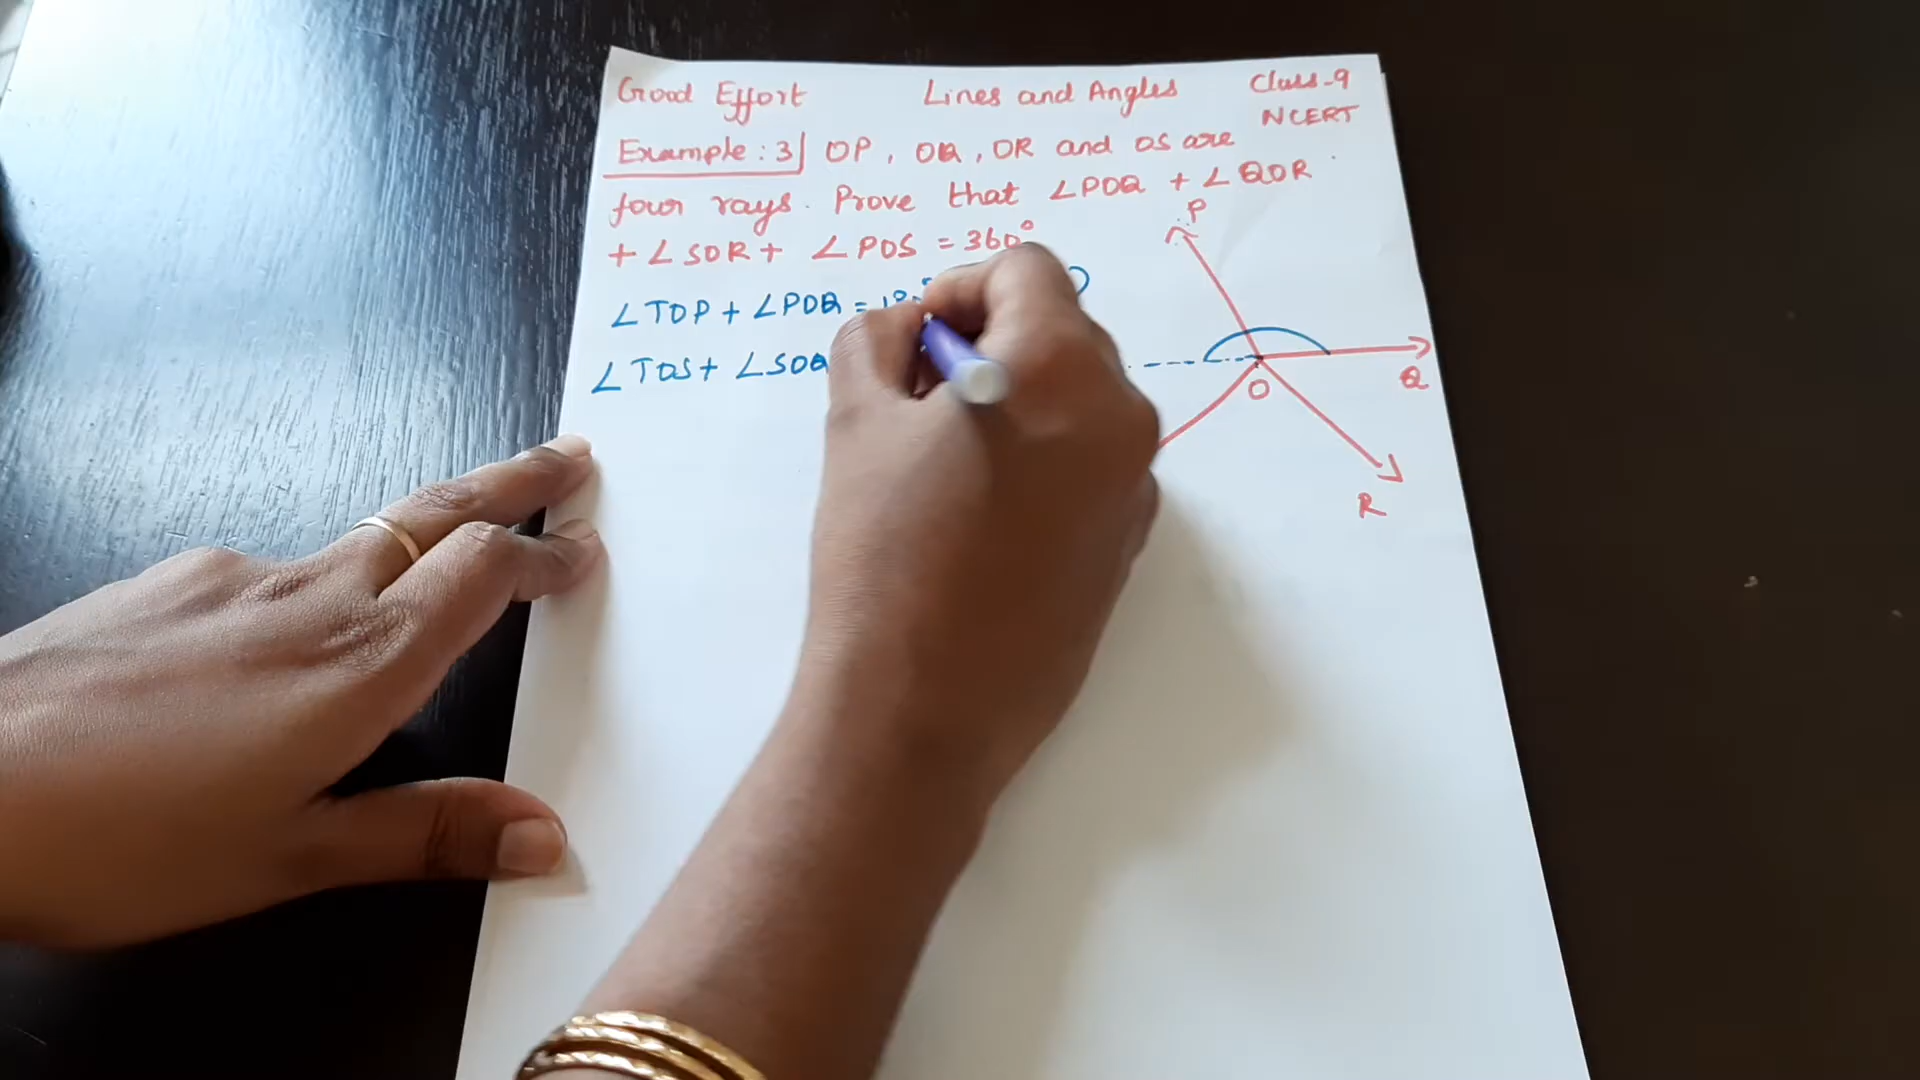 Good Effort Lines and Angles Class-9
NCERT
Example: 3 OP, OQ, OR and OS are
four rays. Prove that ∠POQ + ∠QOR
+ ∠SOR + ∠POS = 360°
∠TOP + ∠POQ =
∠TOS + ∠SOQ
P
O
Q
R